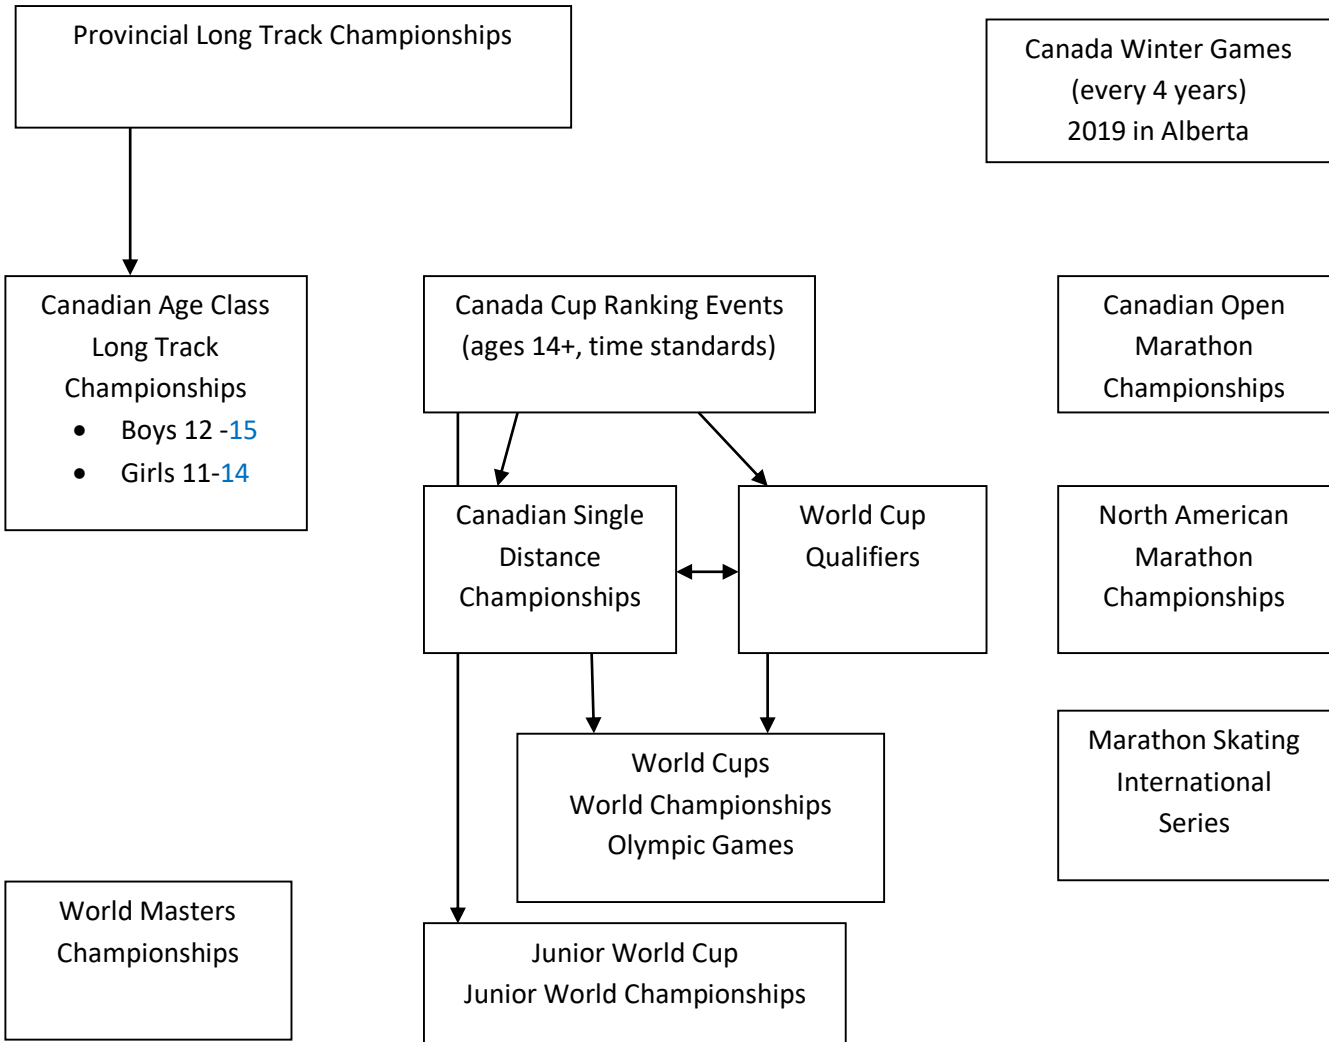 Provincial Long Track Championships
Canada Winter Games
(every 4 years)
2019 in Alberta
Canadian Age Class
Long Track
Championships
• Boys 12 -15
• Girls 11-14
Canada Cup Ranking Events
(ages 14+, time standards)
Canadian Open
Marathon
Championships
Canadian Single
Distance
Championships
World Cup
Qualifiers
North American
Marathon
Championships
World Cups
World Championships
Olympic Games
Marathon Skating
International
Series
World Masters
Championships
Junior World Cup
Junior World Championships